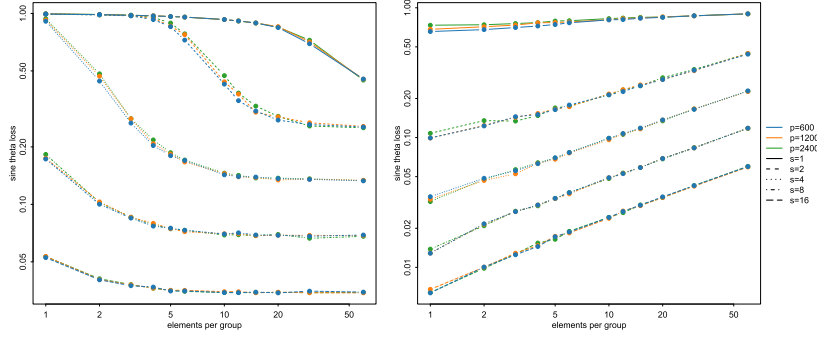 1.00
0.50
0.20
0.10
0.05
sine theta loss
1 2 5 10 20 50
elements per group
1.00
0.50
0.20
0.10
0.05
0.02
0.01
sine theta loss
1 2 5 10 20 50
elements per group
p=600
p=1200
p=2400
s=1
s=2
s=4
s=8
s=16